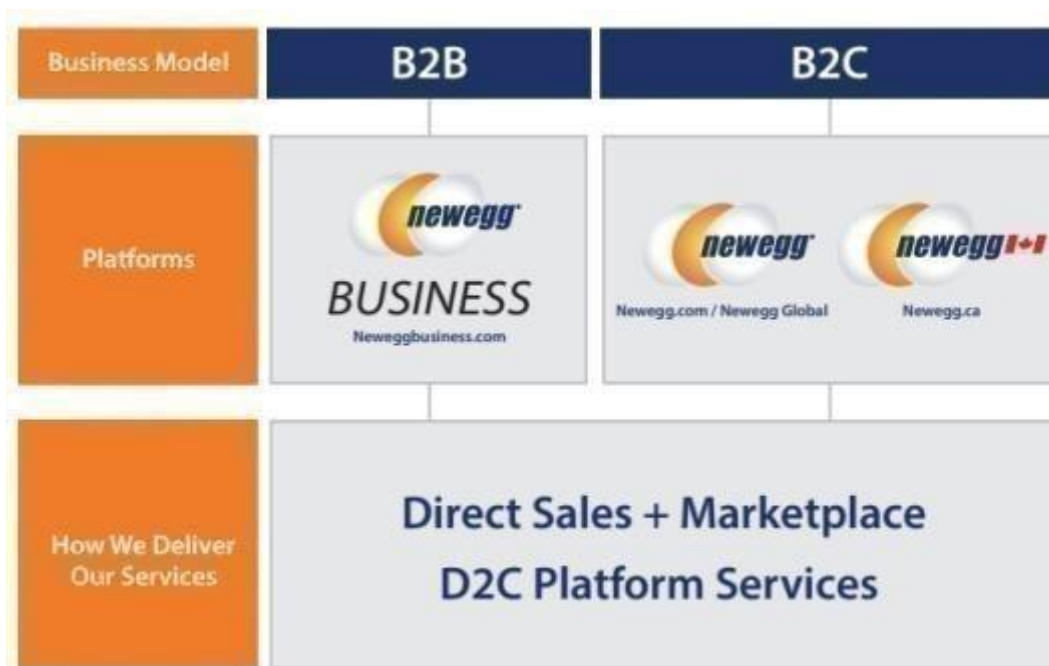 Business Model
B2B
B2C
Platforms
newegg
BUSINESS
Neweggbusiness.com
newegg
Newegg.com / Newegg Global
newegg
Newegg.ca
How We Deliver
Our Services
Direct Sales + Marketplace
D2C Platform Services